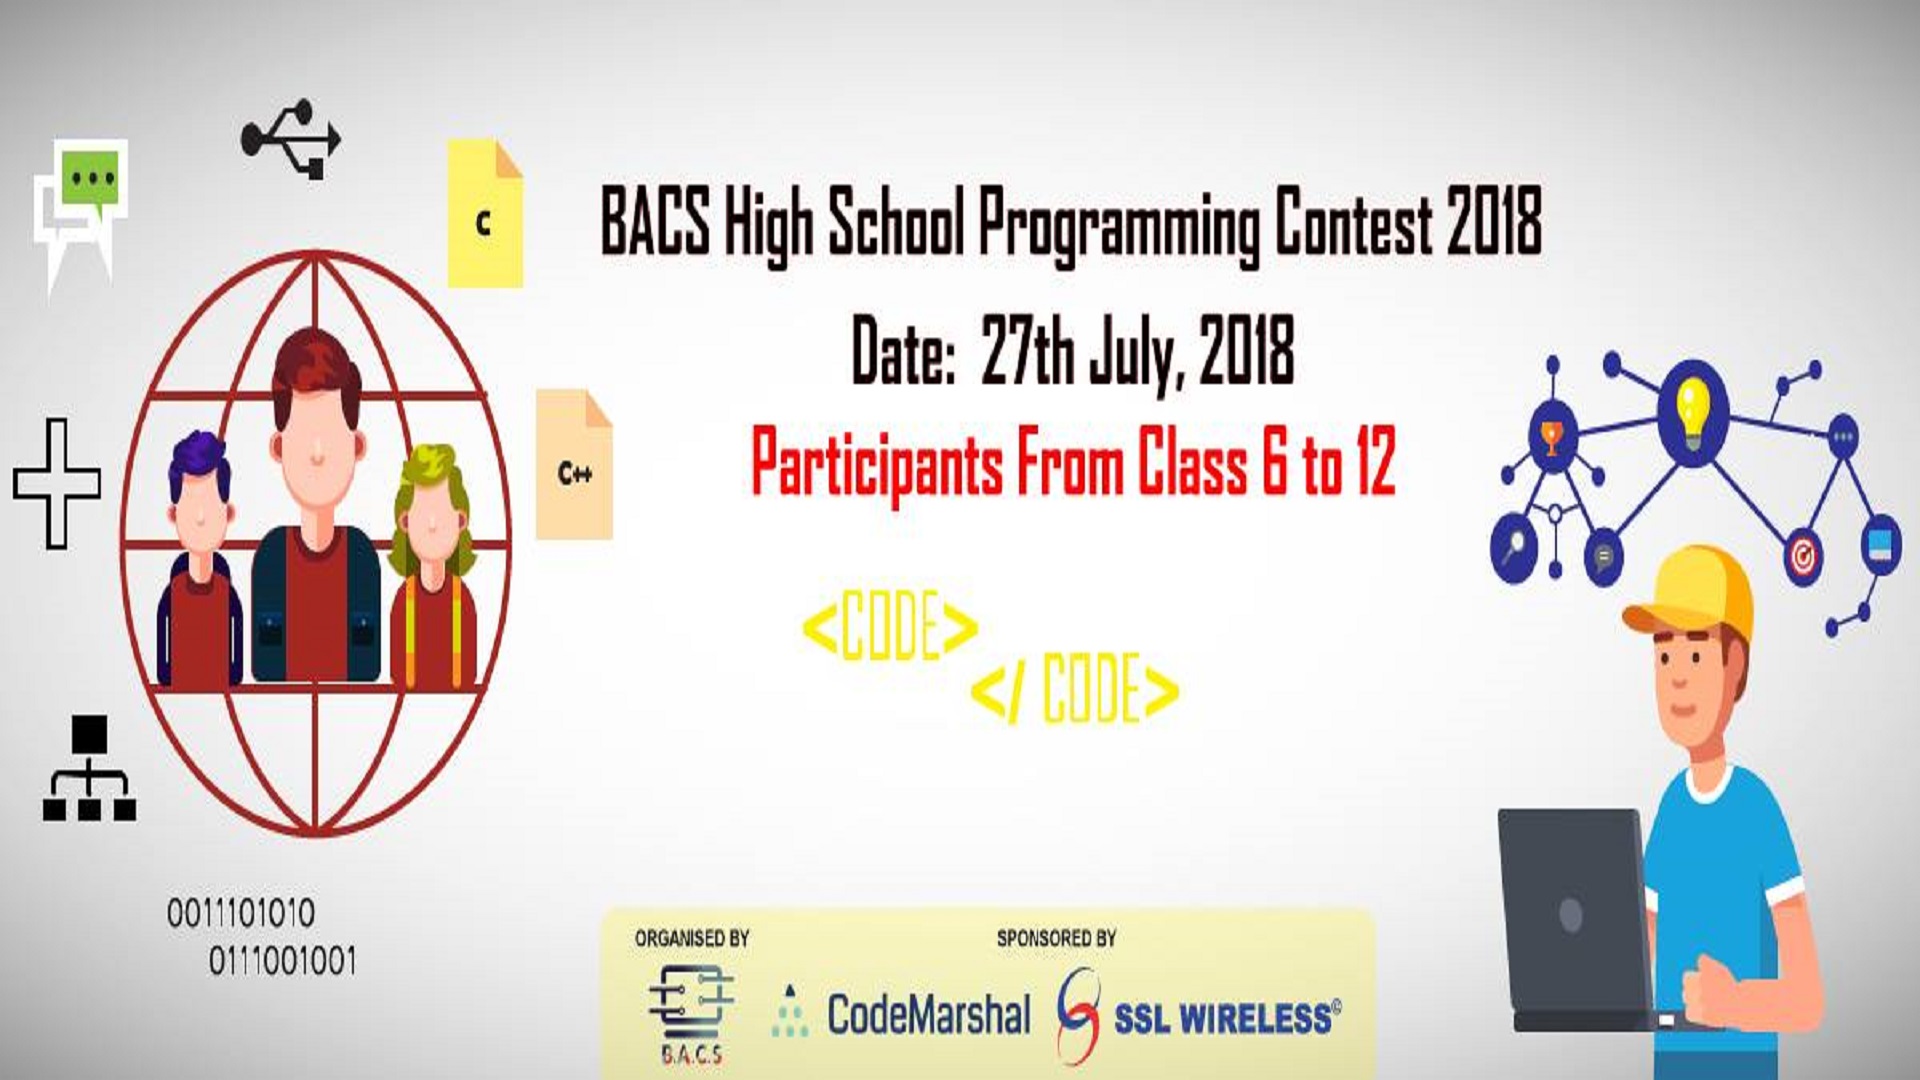 BACS High School Programming Contest 2018
Date: 27th July, 2018
Participants From Class 6 to 12
C
C++
<CODE>
</ CODE>
0011101010
0111001001
ORGANISED BY
SPONSORED BY
B.A.C.S
CodeMarshal
SSL WIRELESS©